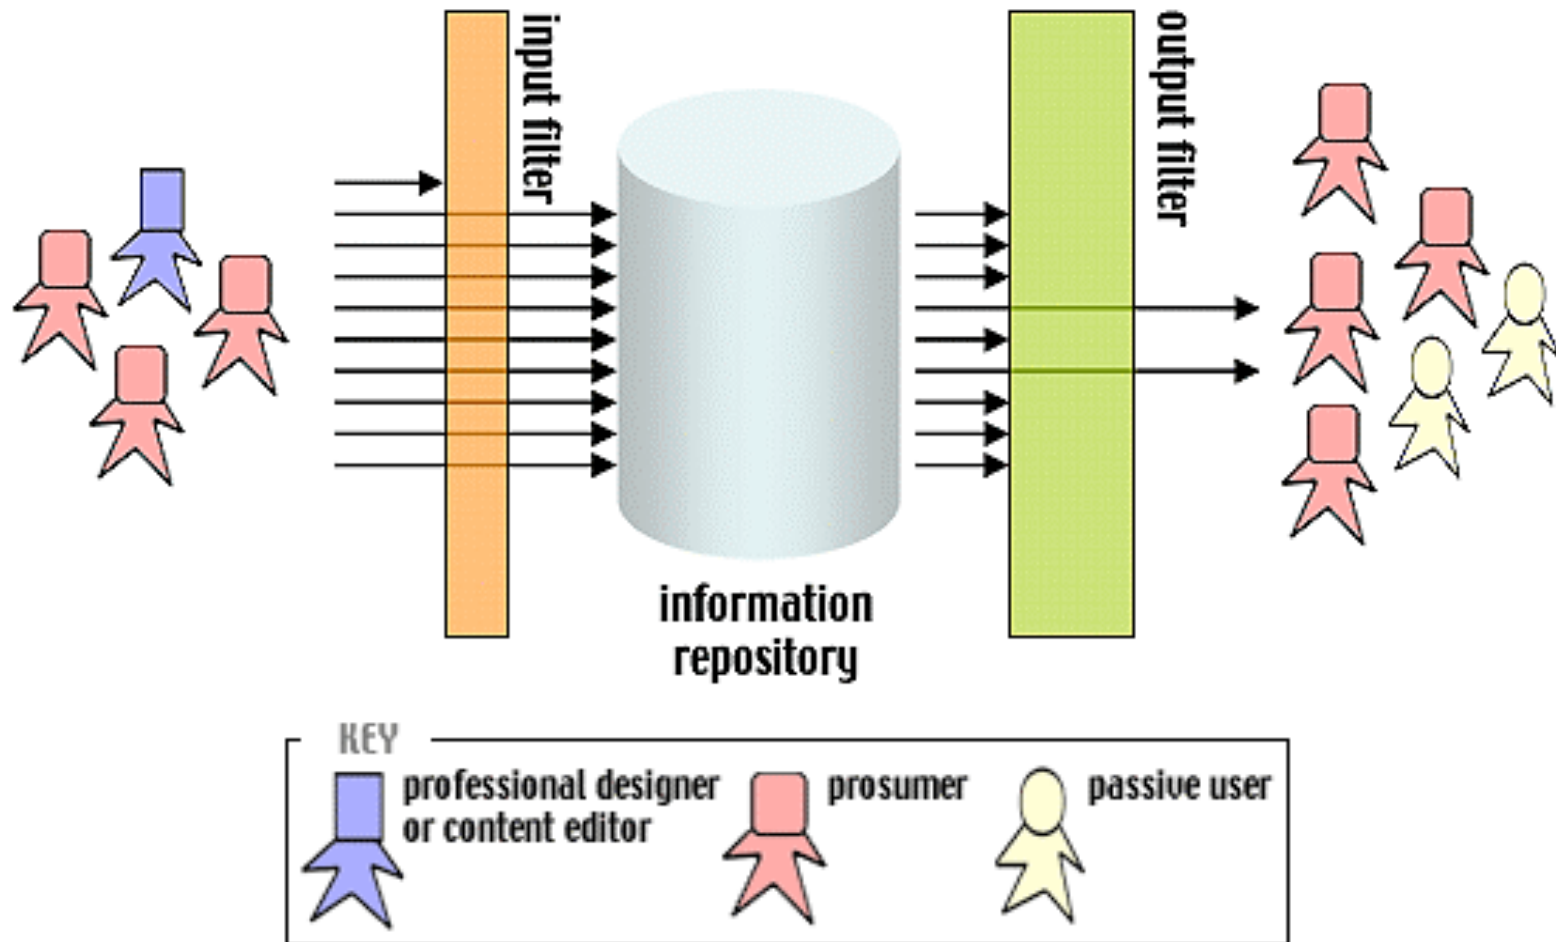 input filter
output filter
information
repository
KEY
professional designer
or content editor
prosumer
passive user